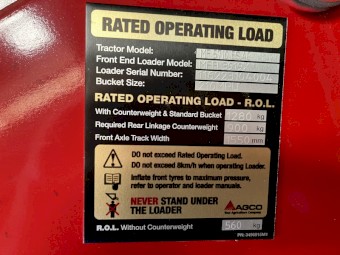 RATED OPERATING LOAD
Tractor Model:
Front End Loader Model:
Loader Serial Number:
Bucket Size:
RATED OPERATING LOAD - R.O.L.
With Counterweight & Standard Bucket kg
Required Rear Linkage Counterweight kg
Front Axle Track Width
DO not exceed Rated Operating Load.
DO not exceed 8km/h when operating Loader.
Inflate front tyres to maximum pressure,
refer to operator and loader manuals.
NEVER STAND UNDER
THE LOADER
AGCO
Your Agriculture Company
R.O.L. Without Counterweight 560 kg